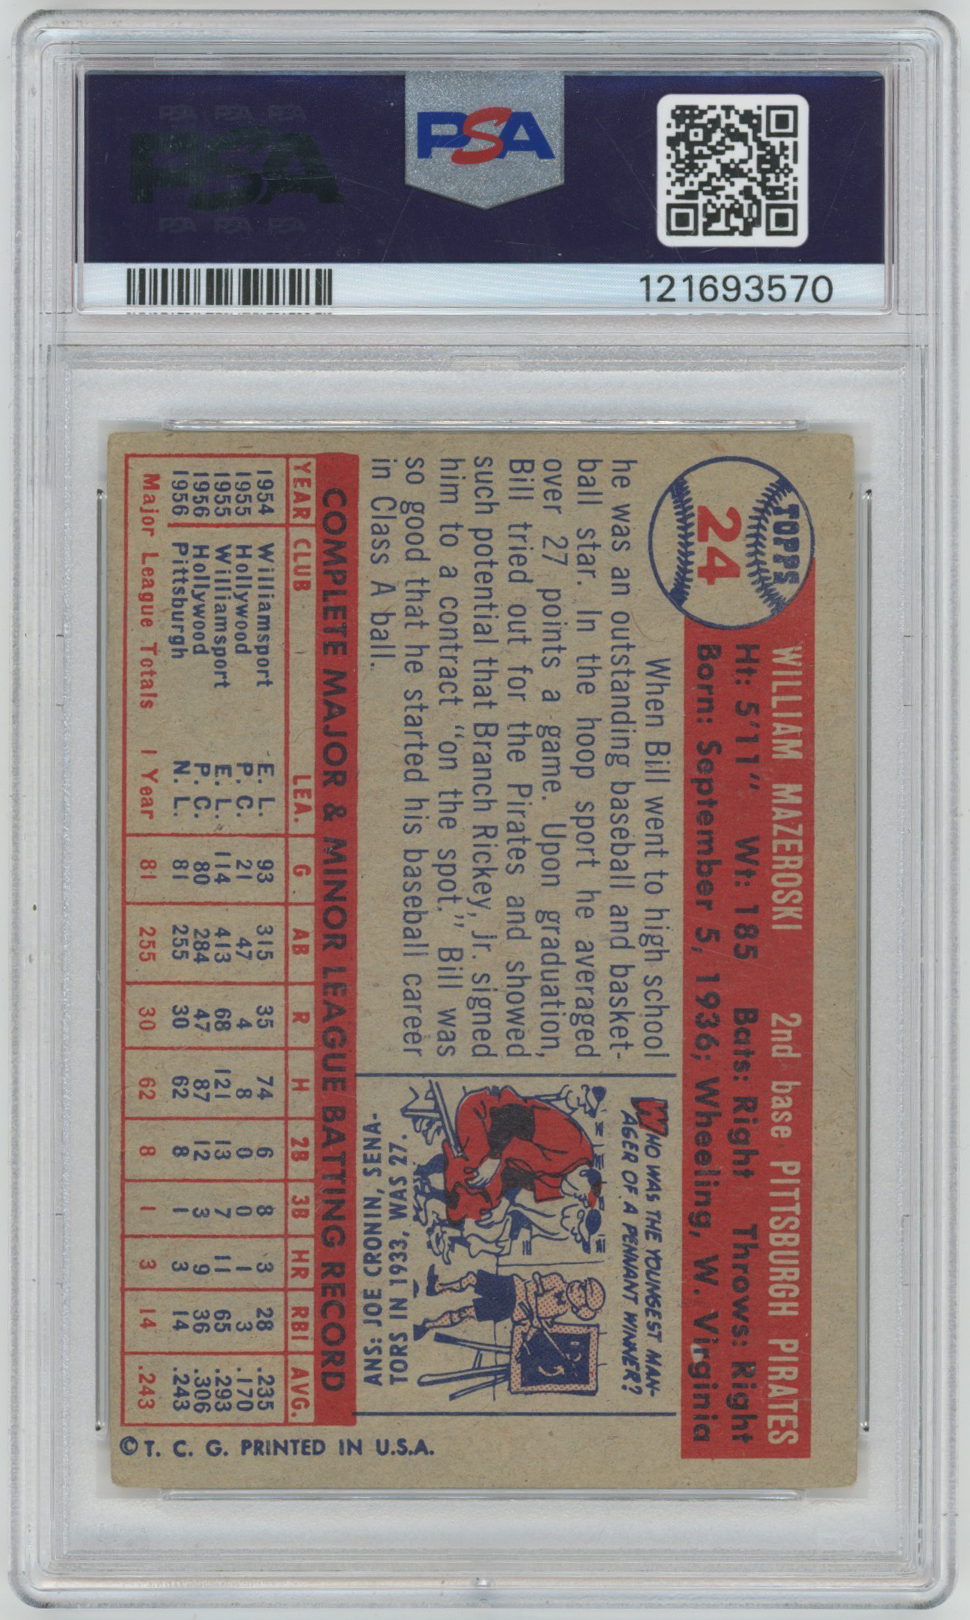 PSA PSA PSA
PSA
PSA PSA PSA
PSA
121693570
TOPPS
24
WILLIAM MAZEROSKI 2nd base PITTSBURGH PIRATES
Ht: 5'11" Wt: 185 Bats: Right Throws: Right
Born: September 5, 1936; Wheeling, W. Virginia
When Bill went to high school
he was an outstanding baseball and basket-
ball star. In the hoop sport he averaged
over 27 points a game. Upon graduation,
Bill tried out for the Pirates and showed
such potential that Branch Rickey, jr. signed
him to a contract "on the spot." Bill was
so good that he started his baseball career
in Class A ball.
WHO WAS THE YOUNGEST MAN-
AGER OF A PENNANT WINNER?
ANS: JOE CRONIN, SENA-
TORS IN 1933, WAS 27.
COMPLETE MAJOR & MINOR LEAGUE BATTING RECORD
YEAR CLUB LEA. G AB R H 2B 3B HR RBI AVG.
1954 Williamsport E. L. 93 315 35 74 6 8 3 28 .235
1955 Hollywood P. C. 21 47 4 8 0 0 1 3 .170
1955 Williamsport E. L. 114 413 68 121 13 7 11 65 .293
1956 Hollywood P. C. 80 284 47 87 12 3 9 36 .306
1956 Pittsburgh N. L. 81 255 30 62 8 1 3 14 .243
Major League Totals 1 Year 81 255 30 62 8 1 3 14 .243
© T. C. G. PRINTED IN U.S.A.